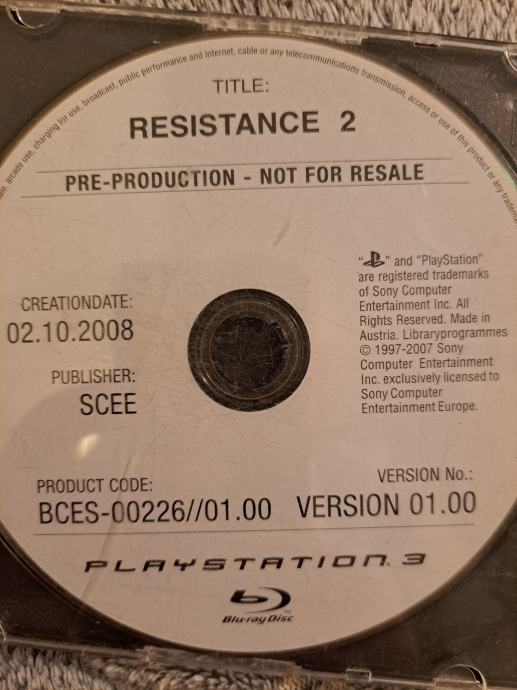 le, arcade use, charging for use, broadcast, public performance and internet, cable or any telecommunications transmission, access or use of this product or any trademark
TITLE:
RESISTANCE 2
PRE-PRODUCTION - NOT FOR RESALE
CREATIONDATE:
02.10.2008
PUBLISHER:
SCEE
" " and "PlayStation"
are registered trademarks
of Sony Computer
Entertainment Inc. All
Rights Reserved. Made in
Austria. Libraryprogrammes
© 1997-2007 Sony
Computer Entertainment
Inc. exclusively licensed to
Sony Computer
Entertainment Europe.
PRODUCT CODE:
BCES-00226//01.00
VERSION No.:
VERSION 01.00
PLAYSTATION 3
Blu-ray Disc
TM